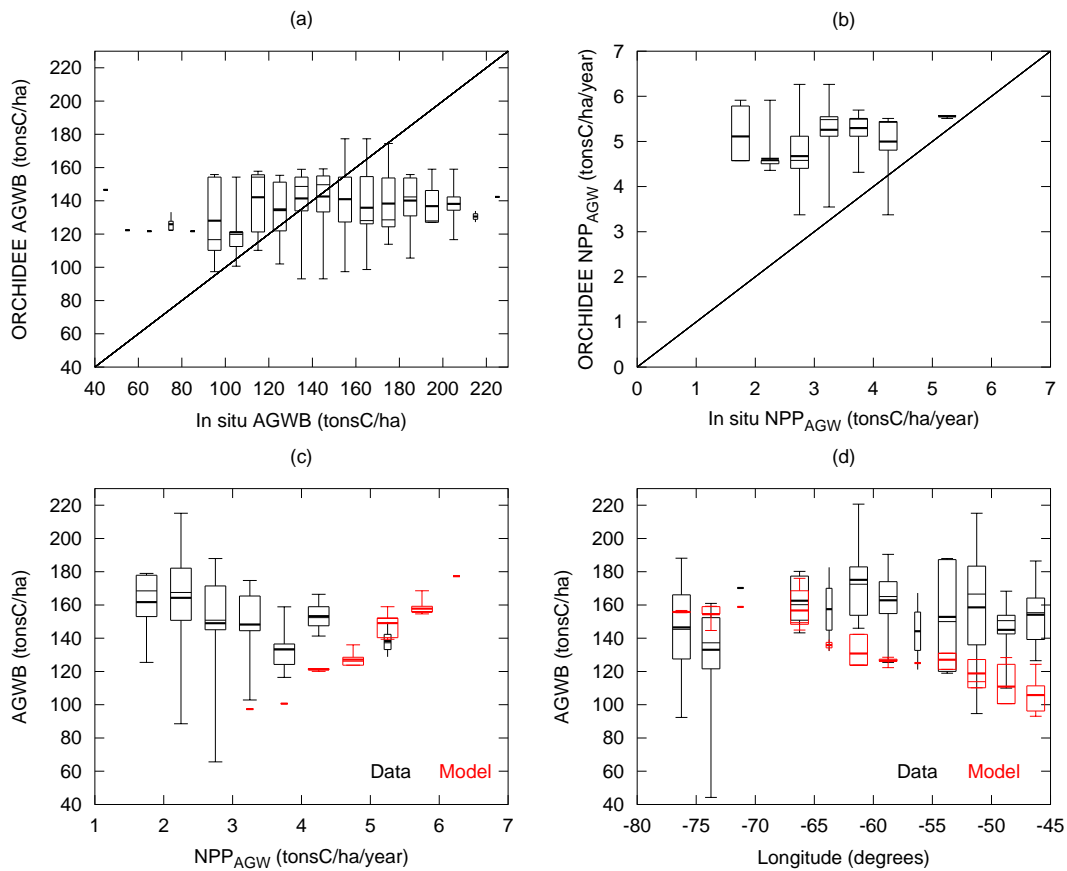 (a)
ORCHIDEE AGWB (tonsC/ha)
220
200
180
160
140
120
100
80
60
40
40 60 80 100 120 140 160 180 200 220
In situ AGWB (tonsC/ha)
(b)
ORCHIDEE NPP_AGW (tonsC/ha/year)
7
6
5
4
3
2
1
0
0 1 2 3 4 5 6 7
In situ NPP_AGW (tonsC/ha/year)
(c)
AGWB (tonsC/ha)
220
200
180
160
140
120
100
80
60
40
Data Model
1 2 3 4 5 6 7
NPP_AGW (tonsC/ha/year)
(d)
AGWB (tonsC/ha)
220
200
180
160
140
120
100
80
60
40
Data Model
-80 -75 -70 -65 -60 -55 -50 -45
Longitude (degrees)